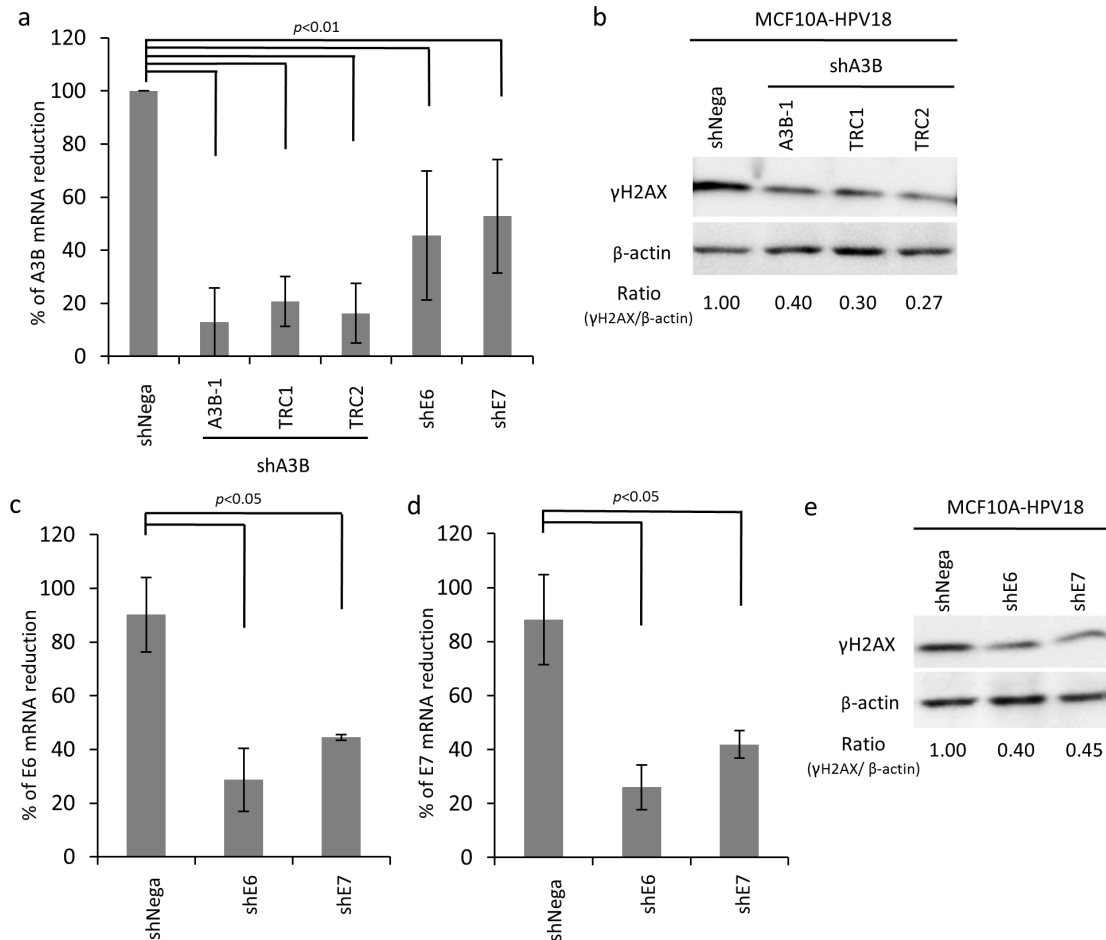 a
p<0.01
% of A3B mRNA reduction
120
100
80
60
40
20
0
shNega
A3B-1
TRC1
TRC2
shE6
shE7
shA3B
b
MCF10A-HPV18
shA3B
shNega
A3B-1
TRC1
TRC2
γH2AX
β-actin
Ratio 1.00 0.40 0.30 0.27
(γH2AX/β-actin)
c
p<0.05
% of E6 mRNA reduction
120
100
80
60
40
20
0
shNega
shE6
shE7
d
p<0.05
% of E7 mRNA reduction
120
100
80
60
40
20
0
shNega
shE6
shE7
e
MCF10A-HPV18
shNega
shE6
shE7
γH2AX
β-actin
Ratio 1.00 0.40 0.45
(γH2AX/ β-actin)